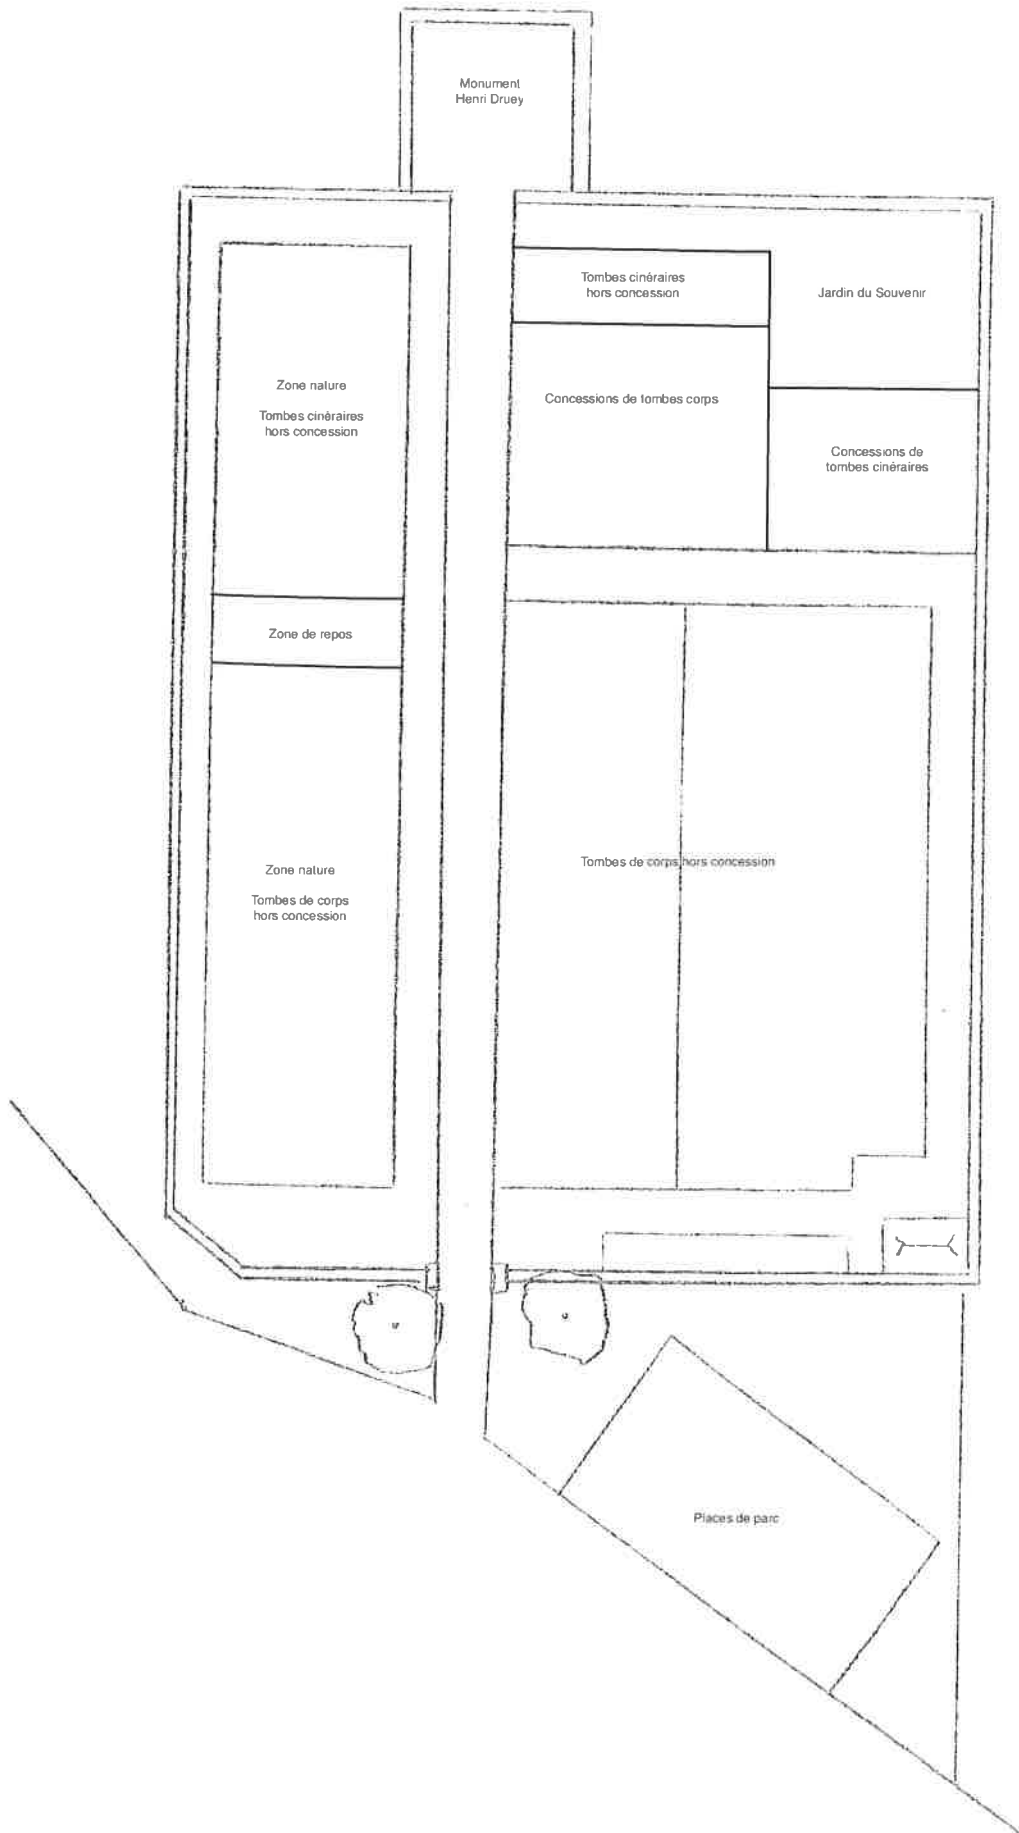 Monument
Henri Druey
Tombes cinéraires
hors concession
Jardin du Souvenir
Zone nature
Tombes cinéraires
hors concession
Concessions de tombes corps
Concessions de
tombes cinéraires
Zone de repos
Zone nature
Tombes de corps
hors concession
Tombes de corps hors concession
Places de parc